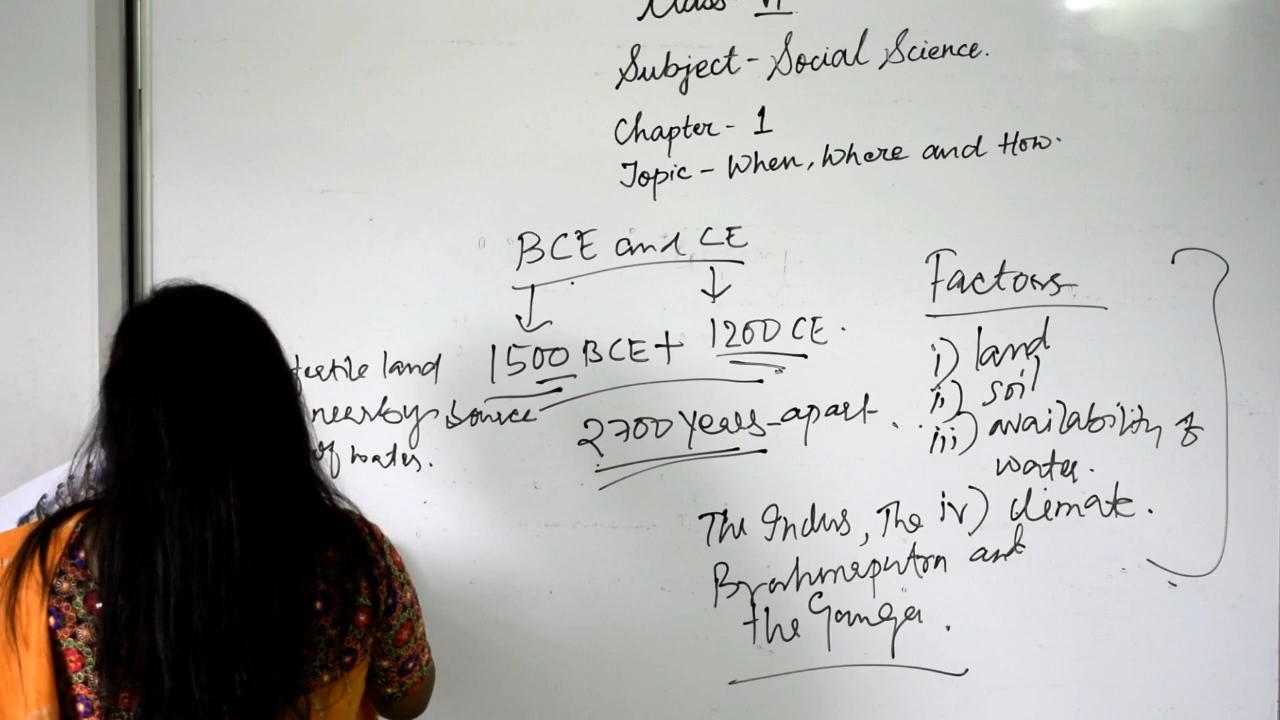 Class - VI
Subject - Social Science.
Chapter - 1
Topic - When, Where and How.
BCE and CE
1500 BCE + 1200 CE.
2700 years apart.
fertile land
nearby source
of water.
Factors
i) land
ii) soil
iii) availability of
water.
iv) climate.
The Indus, The
Brahmaputra and
the Ganga.